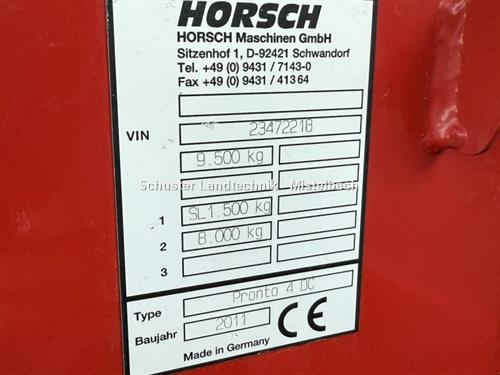 HORSCH
HORSCH Maschinen GmbH
Sitzenhof 1, D-92421 Schwandorf
Tel. +49 (0) 9431 / 7143-0
Fax +49 (0) 9431 / 41364
VIN 23472218
9.500 kg
Schuster Landtechnik Mistelbach
1 SL1.500 kg
2 8.000 kg
3
Type Pronto 4 DC
Baujahr 2011 CE
Made in Germany